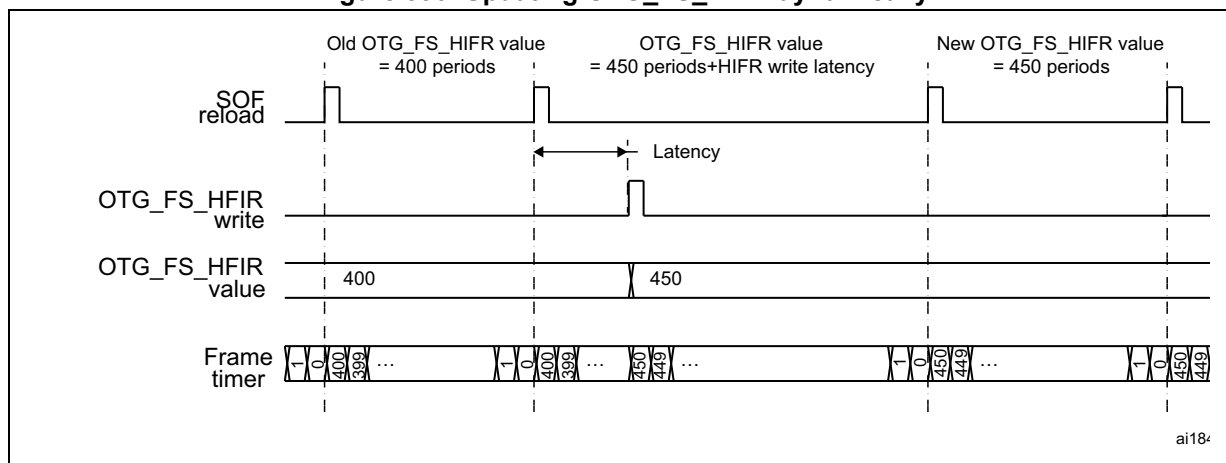 Old OTG_FS_HIFR value
= 400 periods
OTG_FS_HIFR value
= 450 periods+HIFR write latency
New OTG_FS_HIFR value
= 450 periods
SOF
reload
Latency
OTG_FS_HFIR
write
OTG_FS_HFIR
value
400
450
Frame
timer
1 0 400 399 ... 1 0 400 399 ... 450 449 ... 1 0 450 449 ... 1 0 450 449
ai184